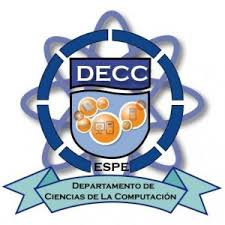 DECC
ESPE
DEPARTAMENTO DE
CIENCIAS DE LA COMPUTACIÓN